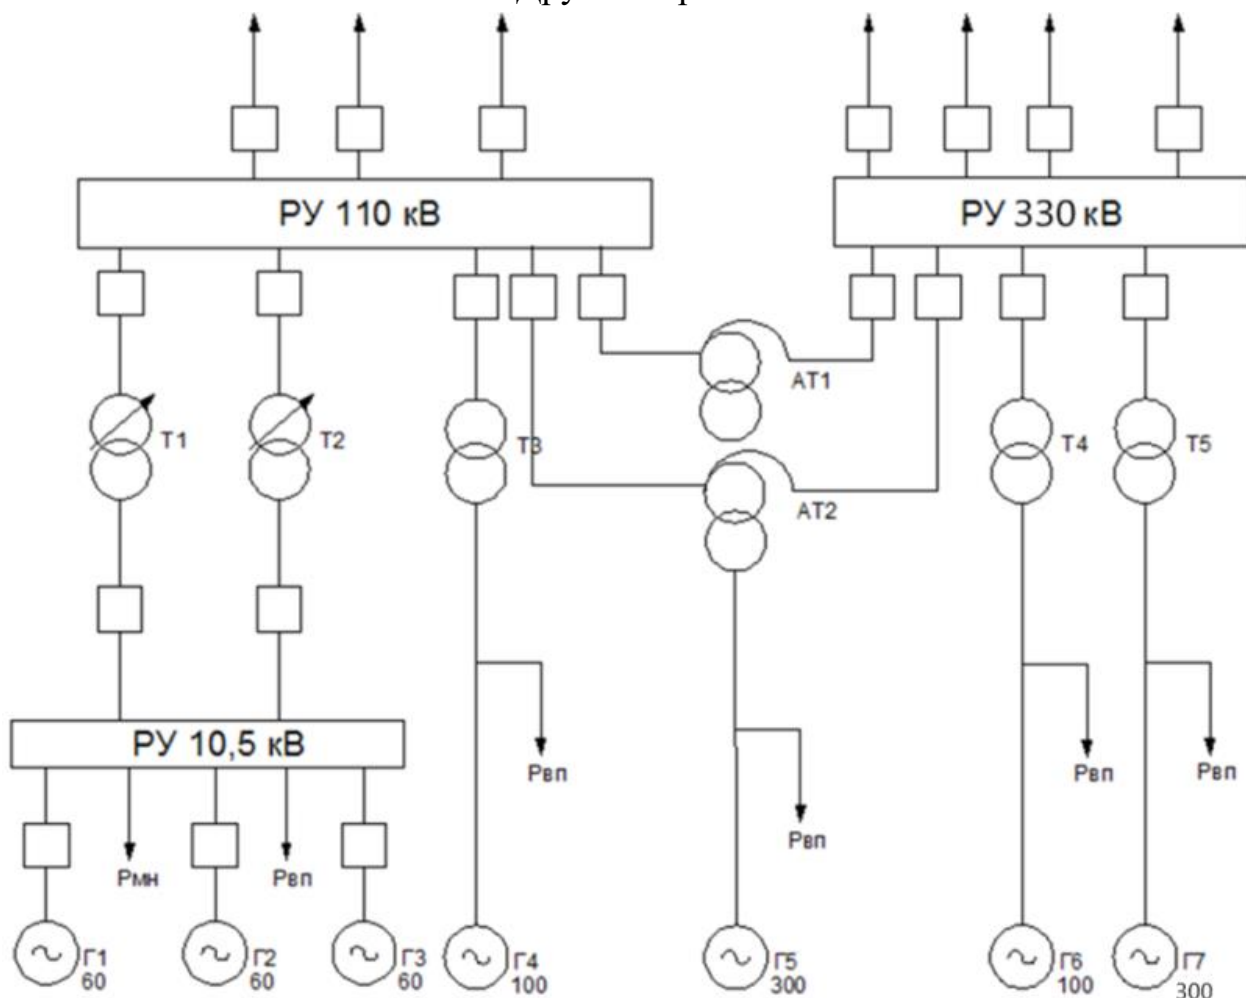 РУ 110 кВ
РУ 330 кВ
АТ1
Т1
Т2
Т3
Т4
Т5
АТ2
РУ 10,5 кВ
Рвп
Рвп
Рвп
Рвп
Рмн
Рвп
Г1
60
Г2
60
Г3
60
Г4
100
Г5
300
Г6
100
Г7
300